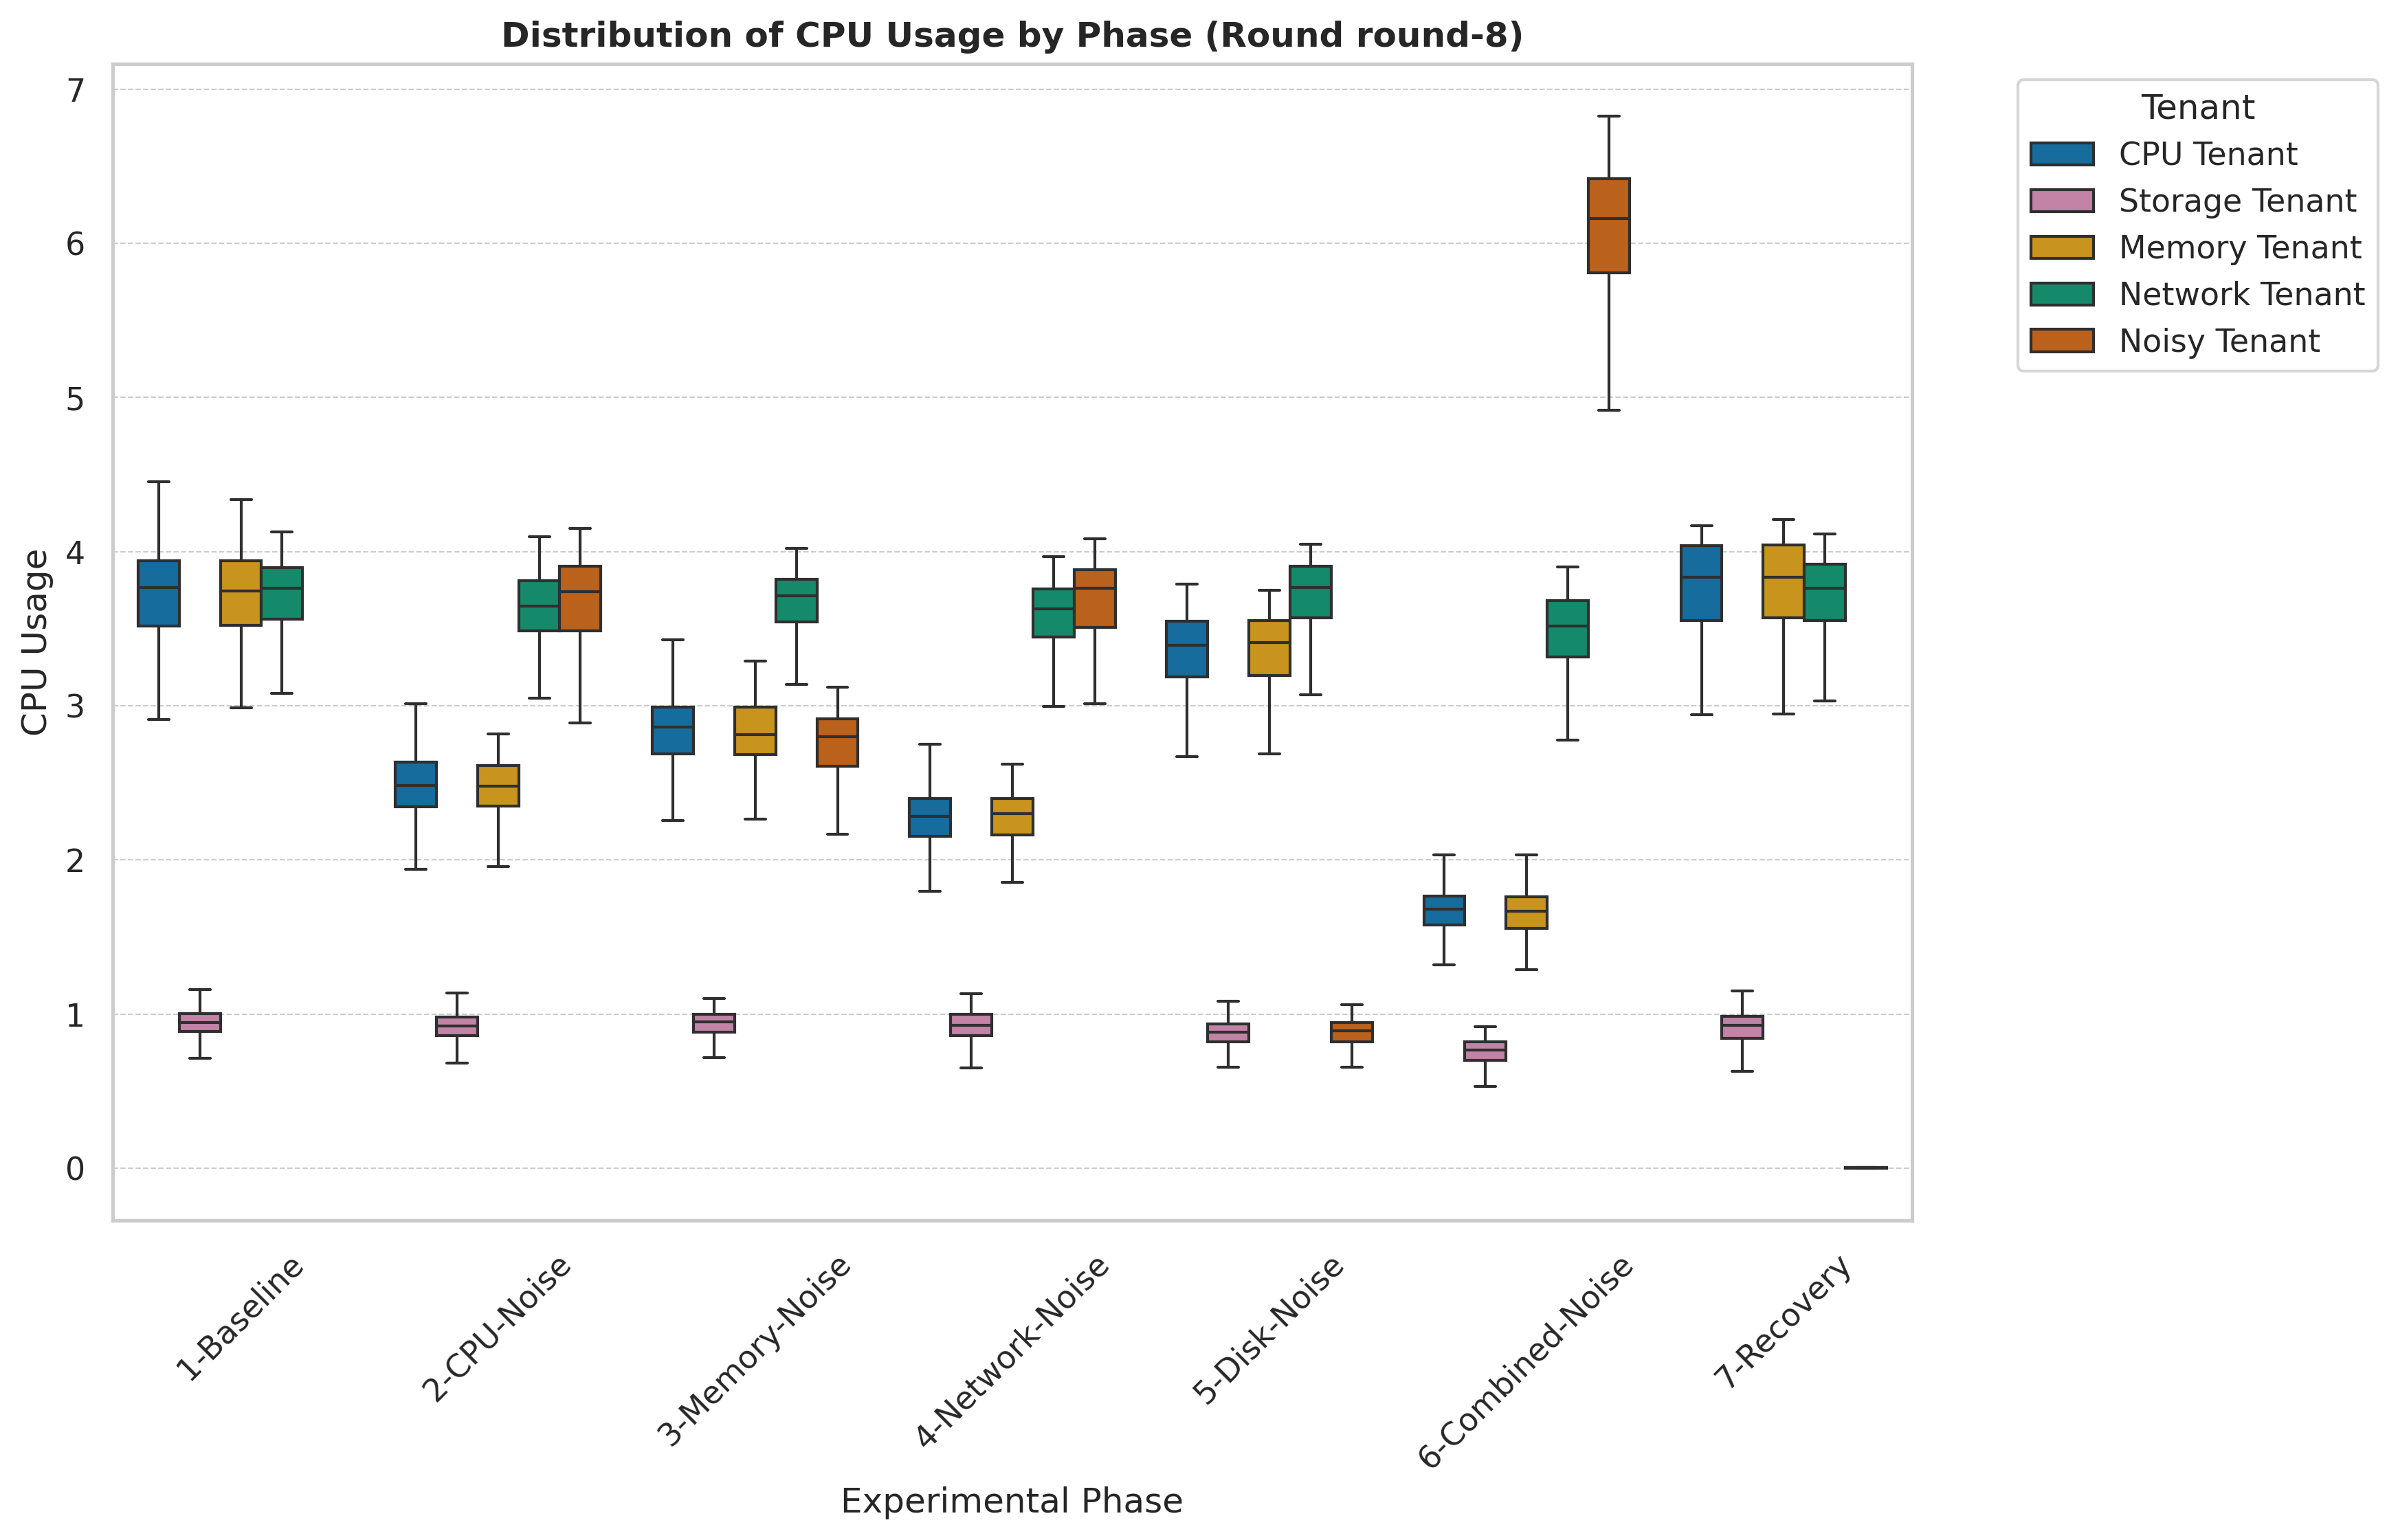 Distribution of CPU Usage by Phase (Round round-8)
CPU Usage
7
6
5
4
3
2
1
0
1-Baseline
2-CPU-Noise
3-Memory-Noise
4-Network-Noise
5-Disk-Noise
6-Combined-Noise
7-Recovery
Experimental Phase
Tenant
CPU Tenant
Storage Tenant
Memory Tenant
Network Tenant
Noisy Tenant